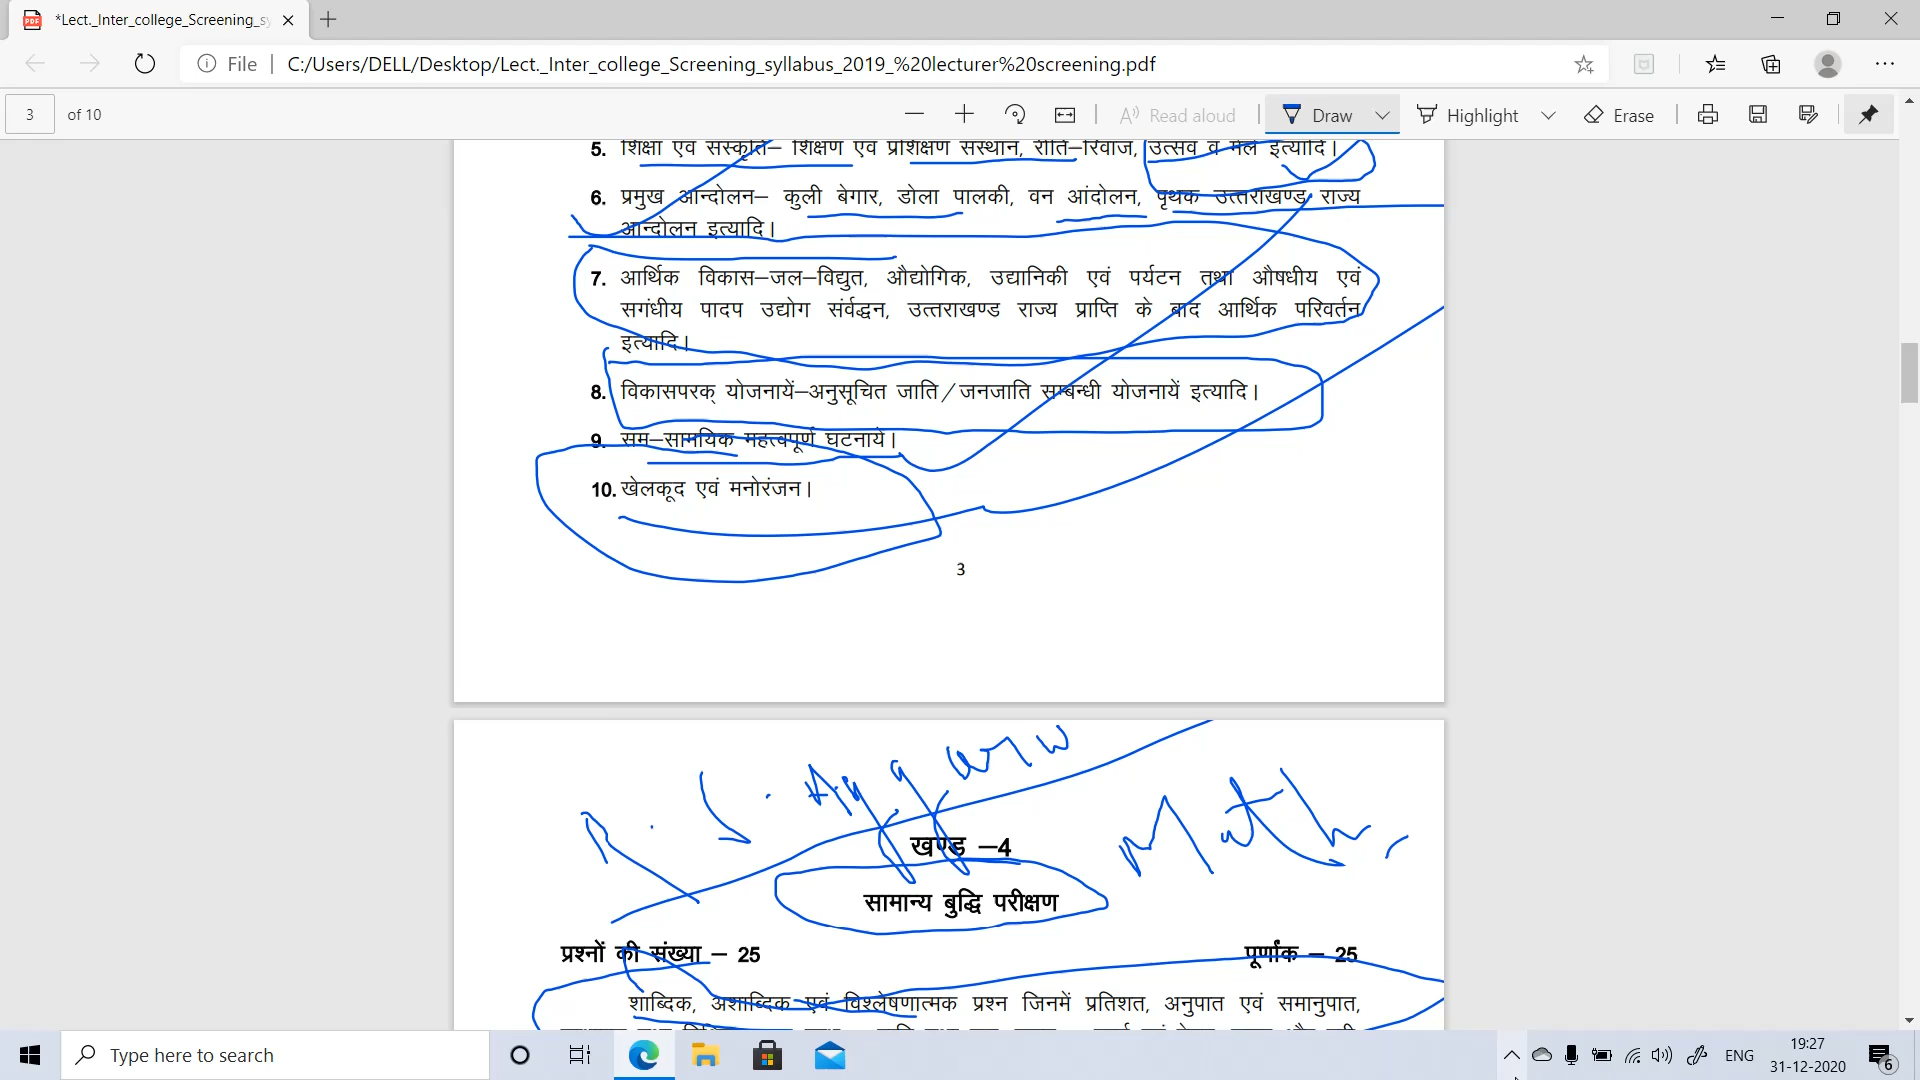 *Lect._Inter_college_Screening_sy
File
C:/Users/DELL/Desktop/Lect._Inter_college_Screening_syllabus_2019_%20lecturer%20screening.pdf
3 of 10
Read aloud
Draw
Highlight
Erase
5. शिक्षा एवं संस्कृति– शिक्षण एवं प्रशिक्षण संस्थान, रीति–रिवाज, उत्सव व मेले इत्यादि।
6. प्रमुख आन्दोलन– कुली बेगार, डोला पालकी, वन आंदोलन, पृथक उत्तराखण्ड राज्य
आन्दोलन इत्यादि।
7. आर्थिक विकास–जल–विद्युत, औद्योगिक, उद्यानिकी एवं पर्यटन तथा औषधीय एवं
सगंधीय पादप उद्योग संर्वद्धन, उत्तराखण्ड राज्य प्राप्ति के बाद आर्थिक परिवर्तन
इत्यादि।
8. विकासपरक् योजनायें–अनुसूचित जाति/जनजाति सम्बन्धी योजनायें इत्यादि।
9. सम–सामयिक महत्वपूर्ण घटनाये।
10. खेलकूद एवं मनोरंजन।
3
Math
खण्ड –4
सामान्य बुद्धि परीक्षण
प्रश्नों की संख्या – 25 पूर्णांक – 25
शाब्दिक, अशाब्दिक एवं विश्लेषणात्मक प्रश्न जिनमें प्रतिशत, अनुपात एवं समानुपात,
Type here to search
ENG
19:27
31-12-2020
6